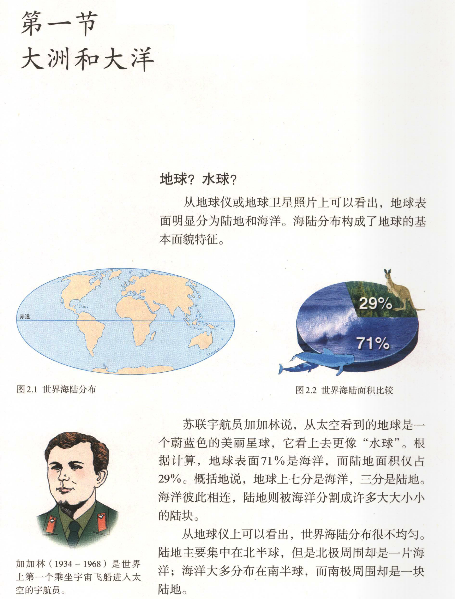 第一节
大洲和大洋
地球？水球？
从地球仪或地球卫星照片上可以看出，地球表
面明显分为陆地和海洋。海陆分布构成了地球的基
本面貌特征。
赤道
29%
71%
图2.1 世界海陆分布
图2.2 世界海陆面积比较
苏联宇航员加加林说，从太空看到的地球是一
个蔚蓝色的美丽星球，它看上去更像“水球”。根
据计算，地球表面71%是海洋，而陆地面积仅占
29%。概括地说，地球上七分是海洋，三分是陆地。
海洋彼此相连，陆地则被海洋分割成许多大大小小
的陆块。
从地球仪上可以看出，世界海陆分布很不均匀。
陆地主要集中在北半球，但是北极周围却是一片海
洋；海洋大多分布在南半球，而南极周围却是一块
陆地。
加加林（1934－1968）是世界
上第一个乘坐宇宙飞船进入太
空的宇航员。